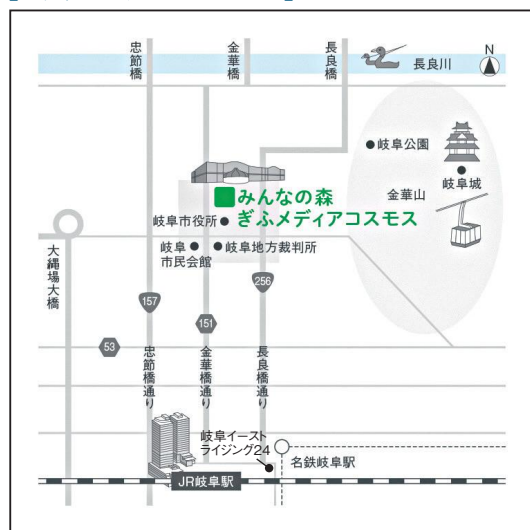 忠節橋
金華橋
長良橋
長良川
N
岐阜公園
岐阜城
金華山
みんなの森
ぎふメディアコスモス
岐阜市役所
岐阜
市民会館
岐阜地方裁判所
大縄場大橋
157
151
256
53
忠節橋通り
金華橋通り
長良橋通り
岐阜イースト
ライジング24
名鉄岐阜駅
JR岐阜駅